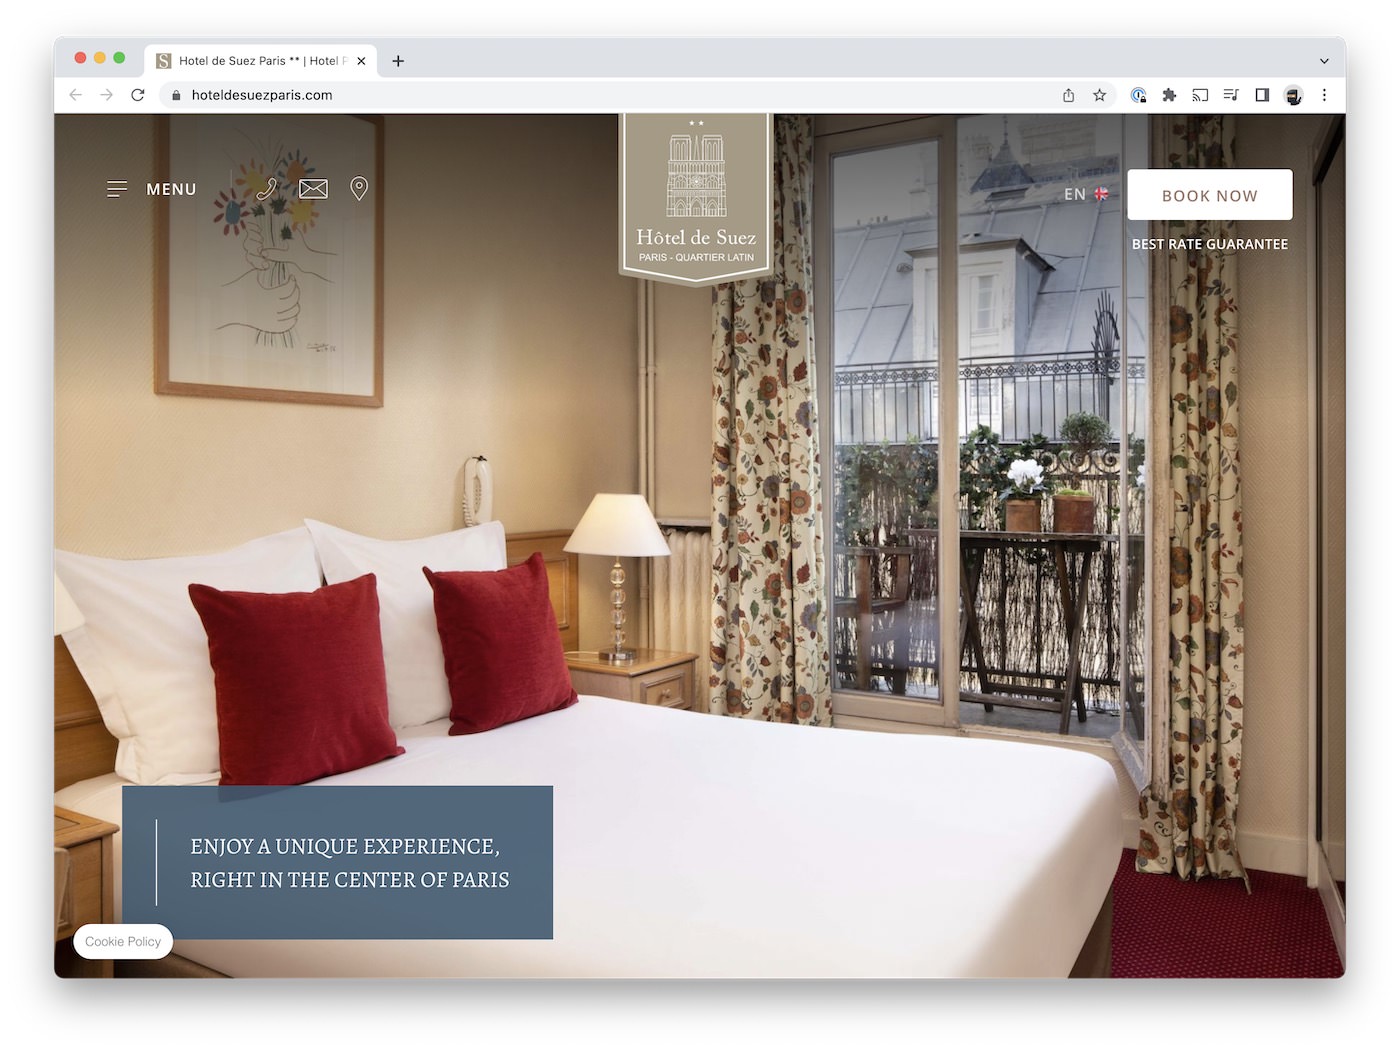 Hotel de Suez Paris ** | Hotel P
hoteldesuezparis.com
MENU
Hôtel de Suez
PARIS - QUARTIER LATIN
EN
BOOK NOW
BEST RATE GUARANTEE
ENJOY A UNIQUE EXPERIENCE,
RIGHT IN THE CENTER OF PARIS
Cookie Policy